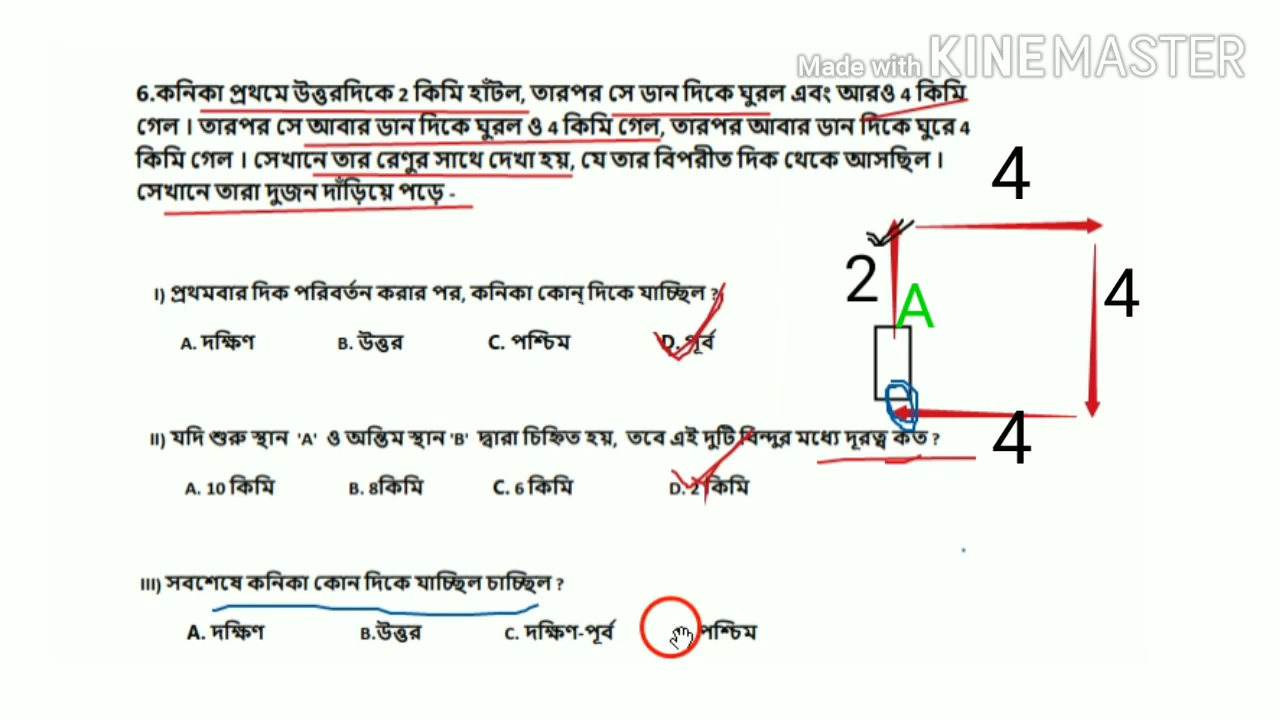 Made with KINEMASTER
6.কনিকা প্রথমে উত্তরদিকে 2 কিমি হাঁটল, তারপর সে ডান দিকে ঘুরল এবং আরও 4 কিমি
গেল । তারপর সে আবার ডান দিকে ঘুরল ও 4 কিমি গেল, তারপর আবার ডান দিকে ঘুরে 4
কিমি গেল । সেখানে তার রেণুর সাথে দেখা হয়, যে তার বিপরীত দিক থেকে আসছিল ।
সেখানে তারা দুজন দাঁড়িয়ে পড়ে -
4
2
A
4
4
I) প্রথমবার দিক পরিবর্তন করার পর, কনিকা কোন্ দিকে যাচ্ছিল ?
A. দক্ষিণ B. উত্তর C. পশ্চিম D. পূর্ব
II) যদি শুরু স্থান 'A' ও অন্তিম স্থান 'B' দ্বারা চিহ্নিত হয়, তবে এই দুটি বিন্দুর মধ্যে দূরত্ব কত ?
A. 10 কিমি B. 8কিমি C. 6 কিমি D. 2 কিমি
III) সবশেষে কনিকা কোন দিকে যাচ্ছিল চাচ্ছিল ?
A. দক্ষিণ B.উত্তর C. দক্ষিণ-পূর্ব পশ্চিম